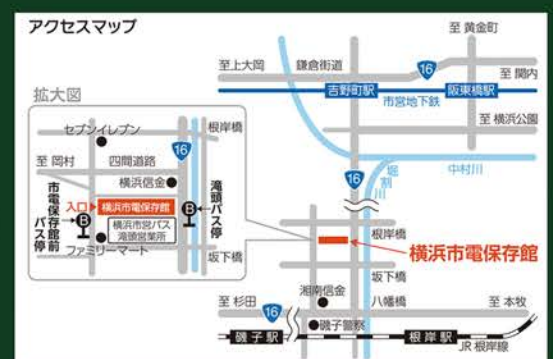 アクセスマップ
拡大図
セブンイレブン
根岸橋
16
至 岡村
四間道路
横浜信金
市電保存館前
バス停
入口
B
横浜市電保存館
B
滝頭バス停
横浜市営バス
滝頭営業所
ファミリーマート
坂下橋
至 黄金町
至上大岡
鎌倉街道
16
至 関内
吉野町駅
阪東橋駅
市営地下鉄
至 横浜公園
中村川
堀割川
16
根岸橋
横浜市電保存館
坂下橋
湘南信金
至 杉田
16
八幡橋
至 本牧
磯子警察
磯子駅
根岸駅
JR 根岸線